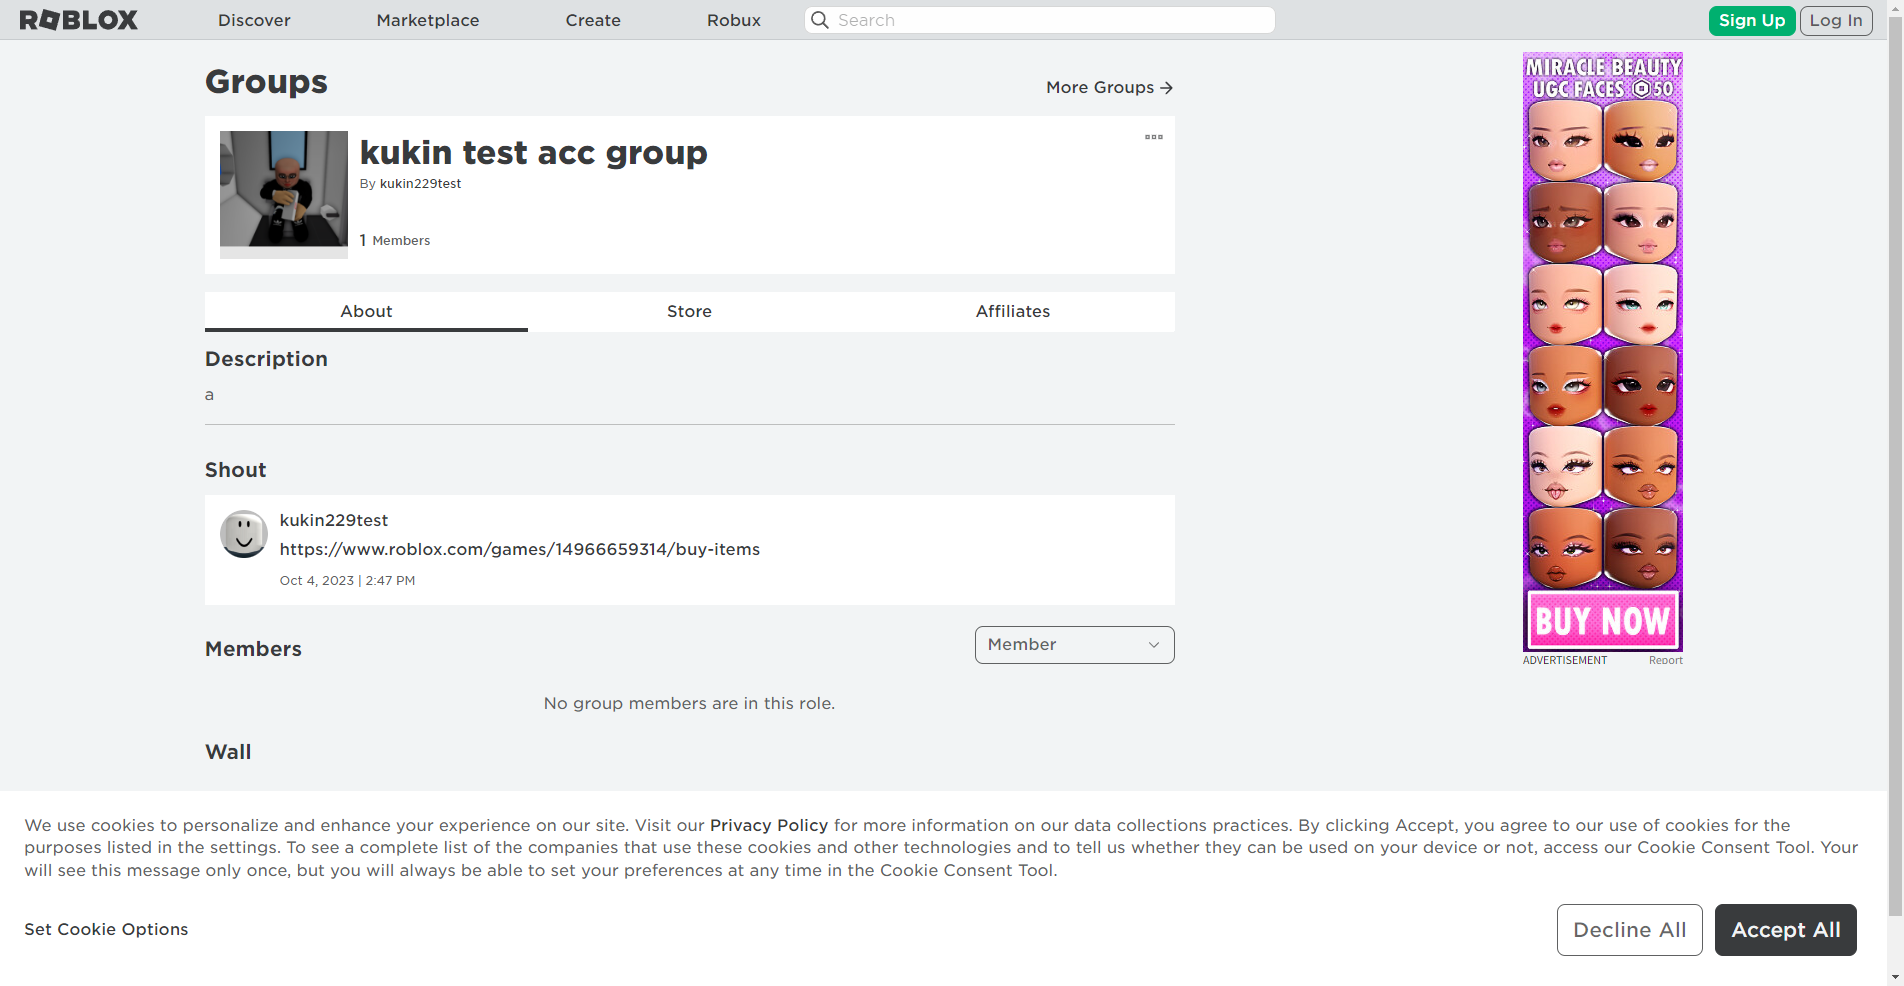 ROBLOX
Discover
Marketplace
Create
Robux
Search
Sign Up
Log In
Groups
More Groups
kukin test acc group
By kukin229test
1 Members
About
Store
Affiliates
Description
a
Shout
kukin229test
https://www.roblox.com/games/14966659314/buy-items
Oct 4, 2023 | 2:47 PM
Members
Member
No group members are in this role.
Wall
MIRACLE BEAUTY
UGC FACES 50
BUY NOW
ADVERTISEMENT
Report
We use cookies to personalize and enhance your experience on our site. Visit our Privacy Policy for more information on our data collections practices. By clicking Accept, you agree to our use of cookies for the
purposes listed in the settings. To see a complete list of the companies that use these cookies and other technologies and to tell us whether they can be used on your device or not, access our Cookie Consent Tool. Your
will see this message only once, but you will always be able to set your preferences at any time in the Cookie Consent Tool.
Set Cookie Options
Decline All
Accept All